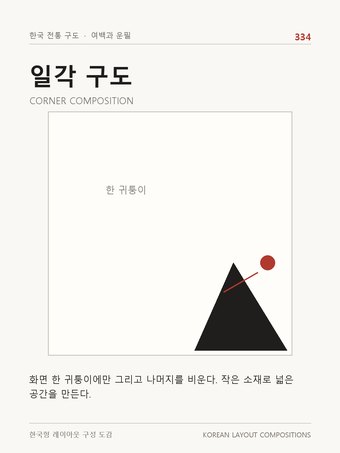 한국 전통 구도 · 여백과 운필
334
일각 구도
CORNER COMPOSITION
한 귀퉁이
화면 한 귀퉁이에만 그리고 나머지를 비운다. 작은 소재로 넓은
공간을 만든다.
한국형 레이아웃 구성 도감
KOREAN LAYOUT COMPOSITIONS